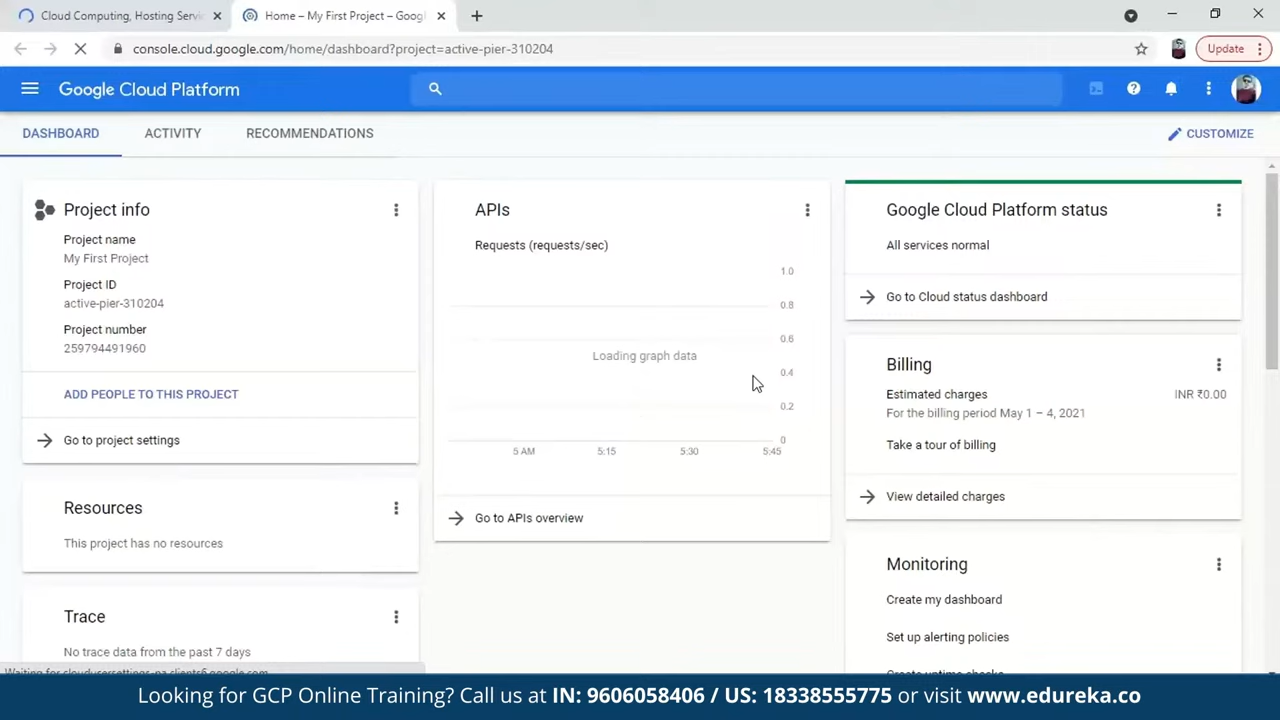 Cloud Computing, Hosting Servic
Home – My First Project – Googl
console.cloud.google.com/home/dashboard?project=active-pier-310204
Update
Google Cloud Platform
DASHBOARD
ACTIVITY
RECOMMENDATIONS
CUSTOMIZE
Project info
Project name
My First Project
Project ID
active-pier-310204
Project number
259794491960
ADD PEOPLE TO THIS PROJECT
Go to project settings
Resources
This project has no resources
Trace
No trace data from the past 7 days
APIs
Requests (requests/sec)
1.0
0.8
0.6
Loading graph data
0.4
0.2
0
5 AM 5:15 5:30 5:45
Go to APIs overview
Google Cloud Platform status
All services normal
Go to Cloud status dashboard
Billing
Estimated charges INR ₹0.00
For the billing period May 1 – 4, 2021
Take a tour of billing
View detailed charges
Monitoring
Create my dashboard
Set up alerting policies
Create uptime checks
Looking for GCP Online Training? Call us at IN: 9606058406 / US: 18338555775 or visit www.edureka.co